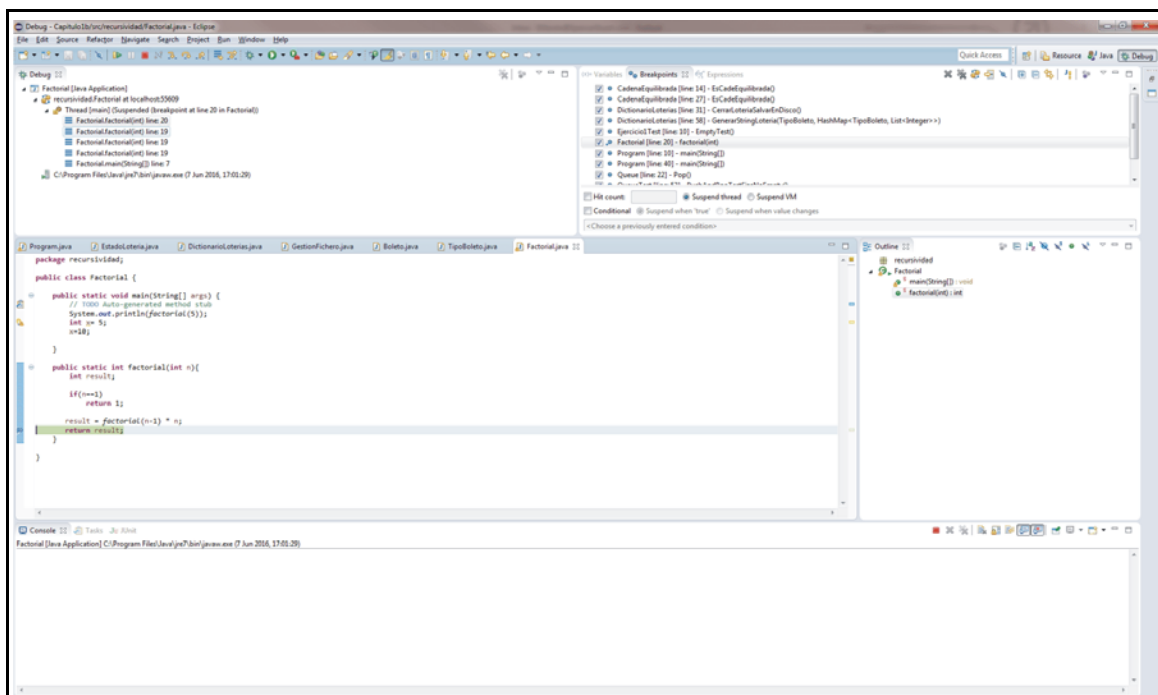 Debug - Capitulo1b/src/recursividad/Factorial.java - Eclipse
File Edit Source Refactor Navigate Search Project Run Window Help
Quick Access Resource Java Debug
Debug
Factorial [Java Application]
recursividad.Factorial at localhost:55609
Thread [main] (Suspended (breakpoint at line 20 in Factorial))
Factorial.factorial(int) line: 20
Factorial.factorial(int) line: 19
Factorial.factorial(int) line: 19
Factorial.factorial(int) line: 19
Factorial.main(String[]) line: 7
C:\Program Files\Java\jre7\bin\javaw.exe (7 Jun 2016, 17:01:29)
Variables Breakpoints Expressions
CadenaEquilibrada [line: 14] - EsCadeEquilibrada()
CadenaEquilibrada [line: 27] - EsCadeEquilibrada()
DictionarioLoterias [line: 31] - CerrarLoteriaSalvarEnDisco()
DictionarioLoterias [line: 58] - GenerarStringLoteria(TipoBoleto, HashMap<TipoBoleto, List<Integer>>)
Ejercicio1Test [line: 10] - EmptyTest()
Factorial [line: 20] - factorial(int)
Program [line: 10] - main(String[])
Program [line: 40] - main(String[])
Queue [line: 22] - Pop()
Hit count: Suspend thread Suspend VM
Conditional Suspend when 'true' Suspend when value changes
<Choose a previously entered condition>
Program.java EstadoLoteria.java DictionarioLoterias.java GestionFichero.java Boleto.java TipoBoleto.java Factorial.java
package recursividad;
public class Factorial {
public static void main(String[] args) {
// TODO Auto-generated method stub
System.out.println(factorial(5));
int x= 5;
x=10;
}
public static int factorial(int n){
int result;
if(n==1)
return 1;
result = factorial(n-1) * n;
return result;
}
}
Outline
recursividad
Factorial
main(String[]) : void
factorial(int) : int
Console Tasks JUnit
Factorial [Java Application] C:\Program Files\Java\jre7\bin\javaw.exe (7 Jun 2016, 17:01:29)